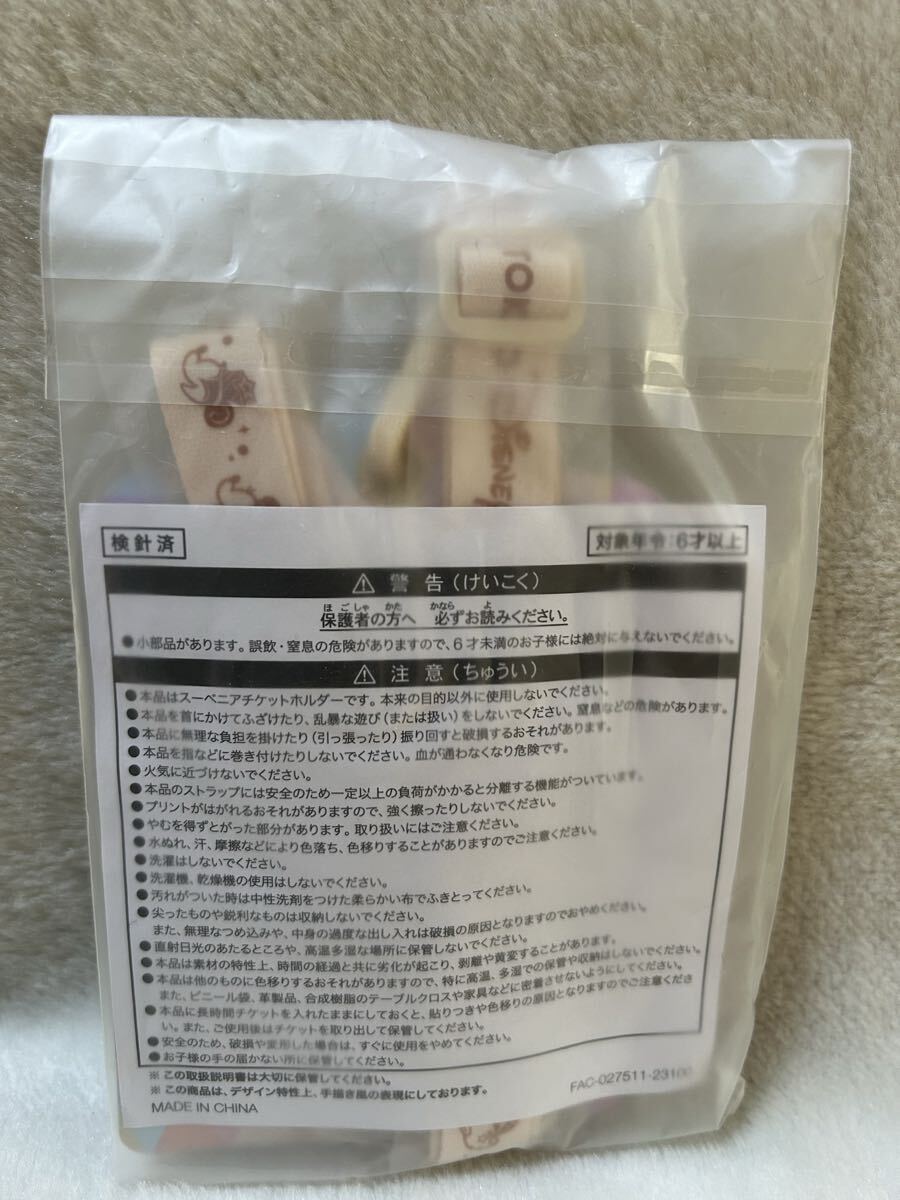 TO
DISNE
検針済
対象年令：6才以上
⚠ 警 告（けいこく）
保護者の方へ 必ずお読みください。
●小部品があります。誤飲・窒息の危険がありますので、6才未満のお子様には絶対に与えないでください。
⚠ 注 意（ちゅうい）
●本品はスーベニアチケットホルダーです。本来の目的以外に使用しないでください。
●本品を首にかけてふざけたり、乱暴な遊び（または扱い）をしないでください。窒息などの危険があります。
●本品に無理な負担を掛けたり（引っ張ったり）振り回すと破損するおそれがあります。
●本品を指などに巻き付けたりしないでください。血が通わなくなり危険です。
●火気に近づけないでください。
●本品のストラップには安全のため一定以上の負荷がかかると分離する機能がついています。
●プリントがはがれるおそれがありますので、強く擦ったりしないでください。
●やむを得ずとがった部分があります。取り扱いにはご注意ください。
●水ぬれ、汗、摩擦などにより色落ち、色移りすることがありますのでご注意ください。
●洗濯はしないでください。
●洗濯機、乾燥機の使用はしないでください。
●汚れがついた時は中性洗剤をつけた柔らかい布でふきとってください。
●尖ったものや鋭利なものは収納しないでください。
また、無理なつめ込みや、中身の過度な出し入れは破損の原因となりますのでおやめください。
●直射日光のあたるところや、高温多湿な場所に保管しないでください。
●本品は素材の特性上、時間の経過と共に劣化が起こり、剥離や黄変することがあります。
●本品は他のものに色移りするおそれがありますので、特に高温、多湿での保管や収納はしないでください。
また、ビニール袋、革製品、合成樹脂のテーブルクロスや家具などに密着させないようにしてください。
●本品に長時間チケットを入れたままにしておくと、貼りつきや色移りの原因となりますのでご注意くださ
い。また、ご使用後はチケットを取り出して保管してください。
●安全のため、破損や変形した場合は、すぐに使用をやめてください。
●お子様の手の届かない所に保管してください。
※ この取扱説明書は大切に保管してください。
※ この商品は、デザイン特性上、手描き風の表現にしております。
MADE IN CHINA
FAC-027511-23100